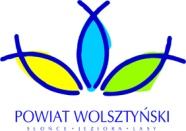 POWIAT WOLSZTYŃSKI
SŁOŃCE • JEZIORA • LASY